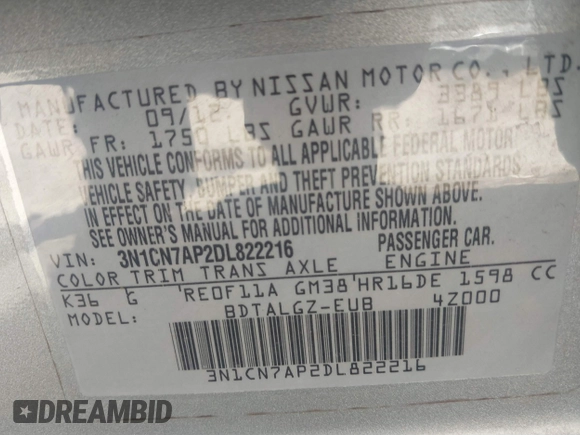 MANUFACTURED BY NISSAN MOTOR CO., LTD.
DATE: 09/12 GVWR: 3389 LBS
GAWR FR: 1750 LBS GAWR RR: 1671 LBS
THIS VEHICLE CONFORMS TO ALL APPLICABLE FEDERAL MOTOR
VEHICLE SAFETY, BUMPER AND THEFT PREVENTION STANDARDS
IN EFFECT ON THE DATE OF MANUFACTURE SHOWN ABOVE.
SEE OWNER'S MANUAL FOR ADDITIONAL INFORMATION.
VIN: 3N1CN7AP2DL822216 PASSENGER CAR.
COLOR TRIM TRANS AXLE ENGINE
K36 G RE0F11A GM38 HR16DE 1598 CC
MODEL: BDTALGZ-EUB 4Z000
3N1CN7AP2DL822216
DREAMBID